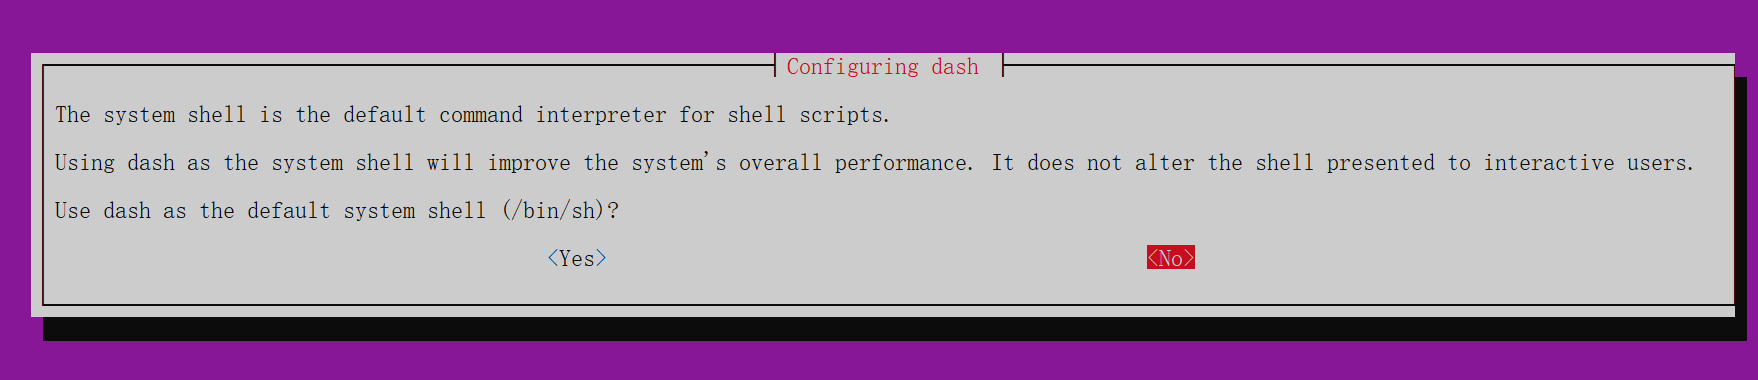 Configuring dash
The system shell is the default command interpreter for shell scripts.
Using dash as the system shell will improve the system's overall performance. It does not alter the shell presented to interactive users.
Use dash as the default system shell (/bin/sh)?
<Yes> <No>